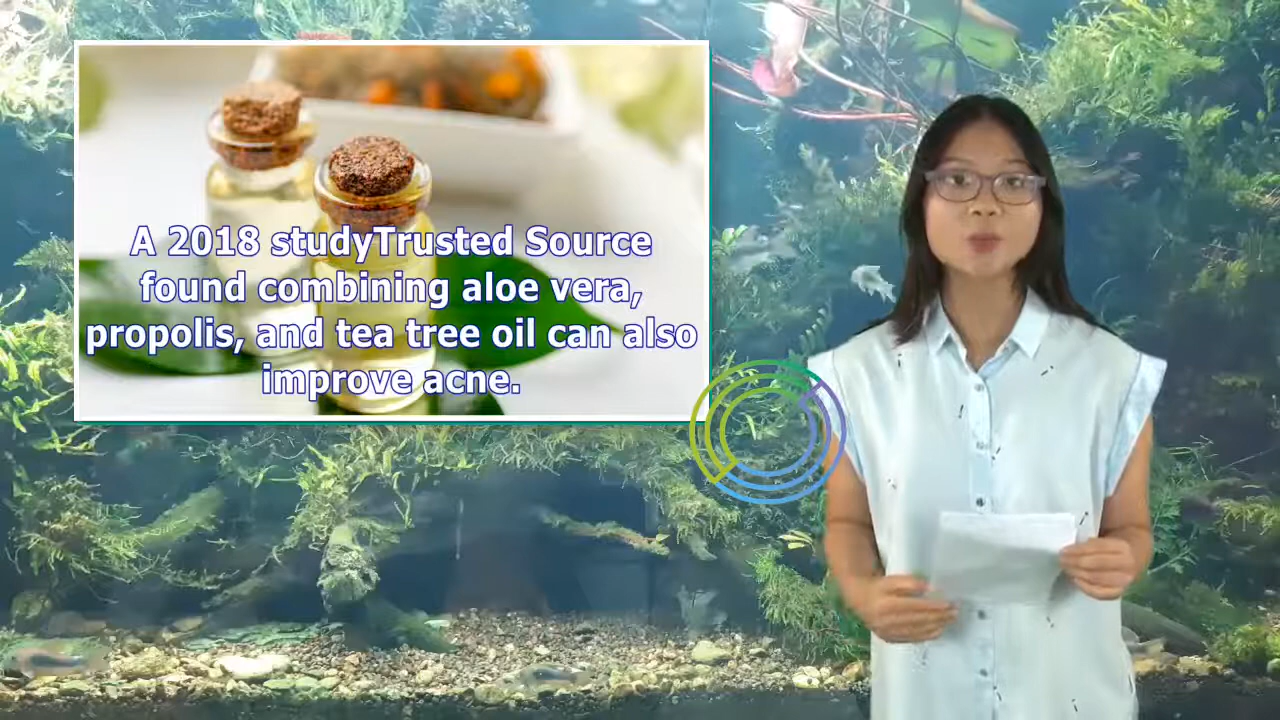 A 2018 studyTrusted Source
found combining aloe vera,
propolis, and tea tree oil can also
improve acne.